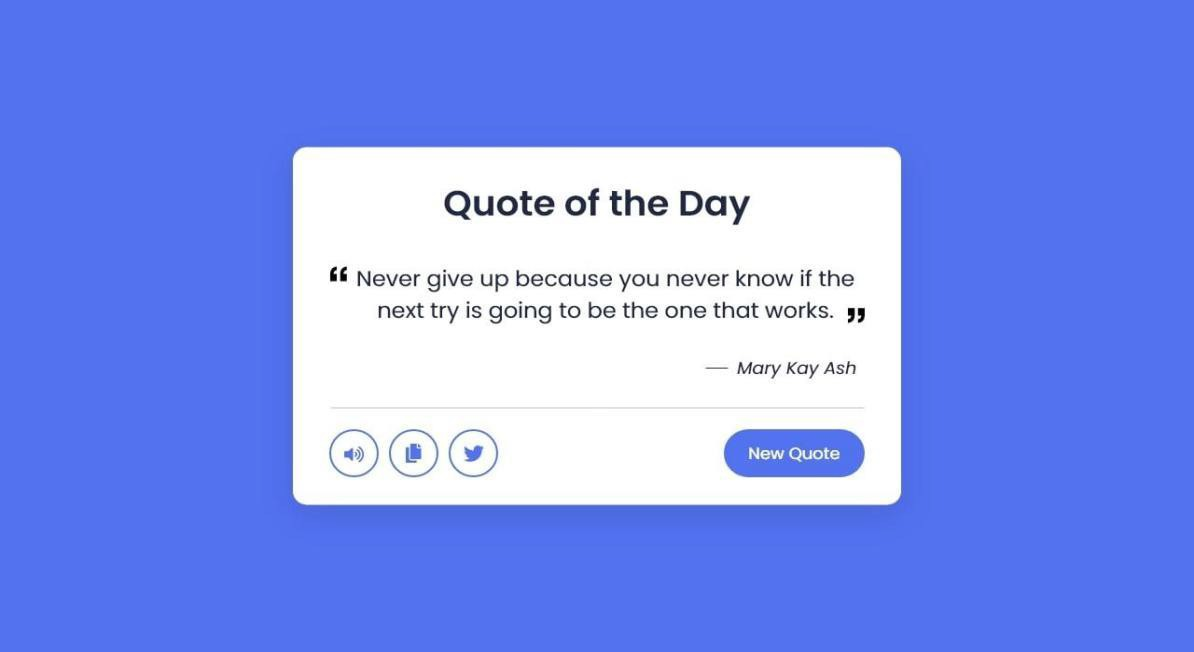 Quote of the Day
“ Never give up because you never know if the
next try is going to be the one that works. ”
— Mary Kay Ash
New Quote